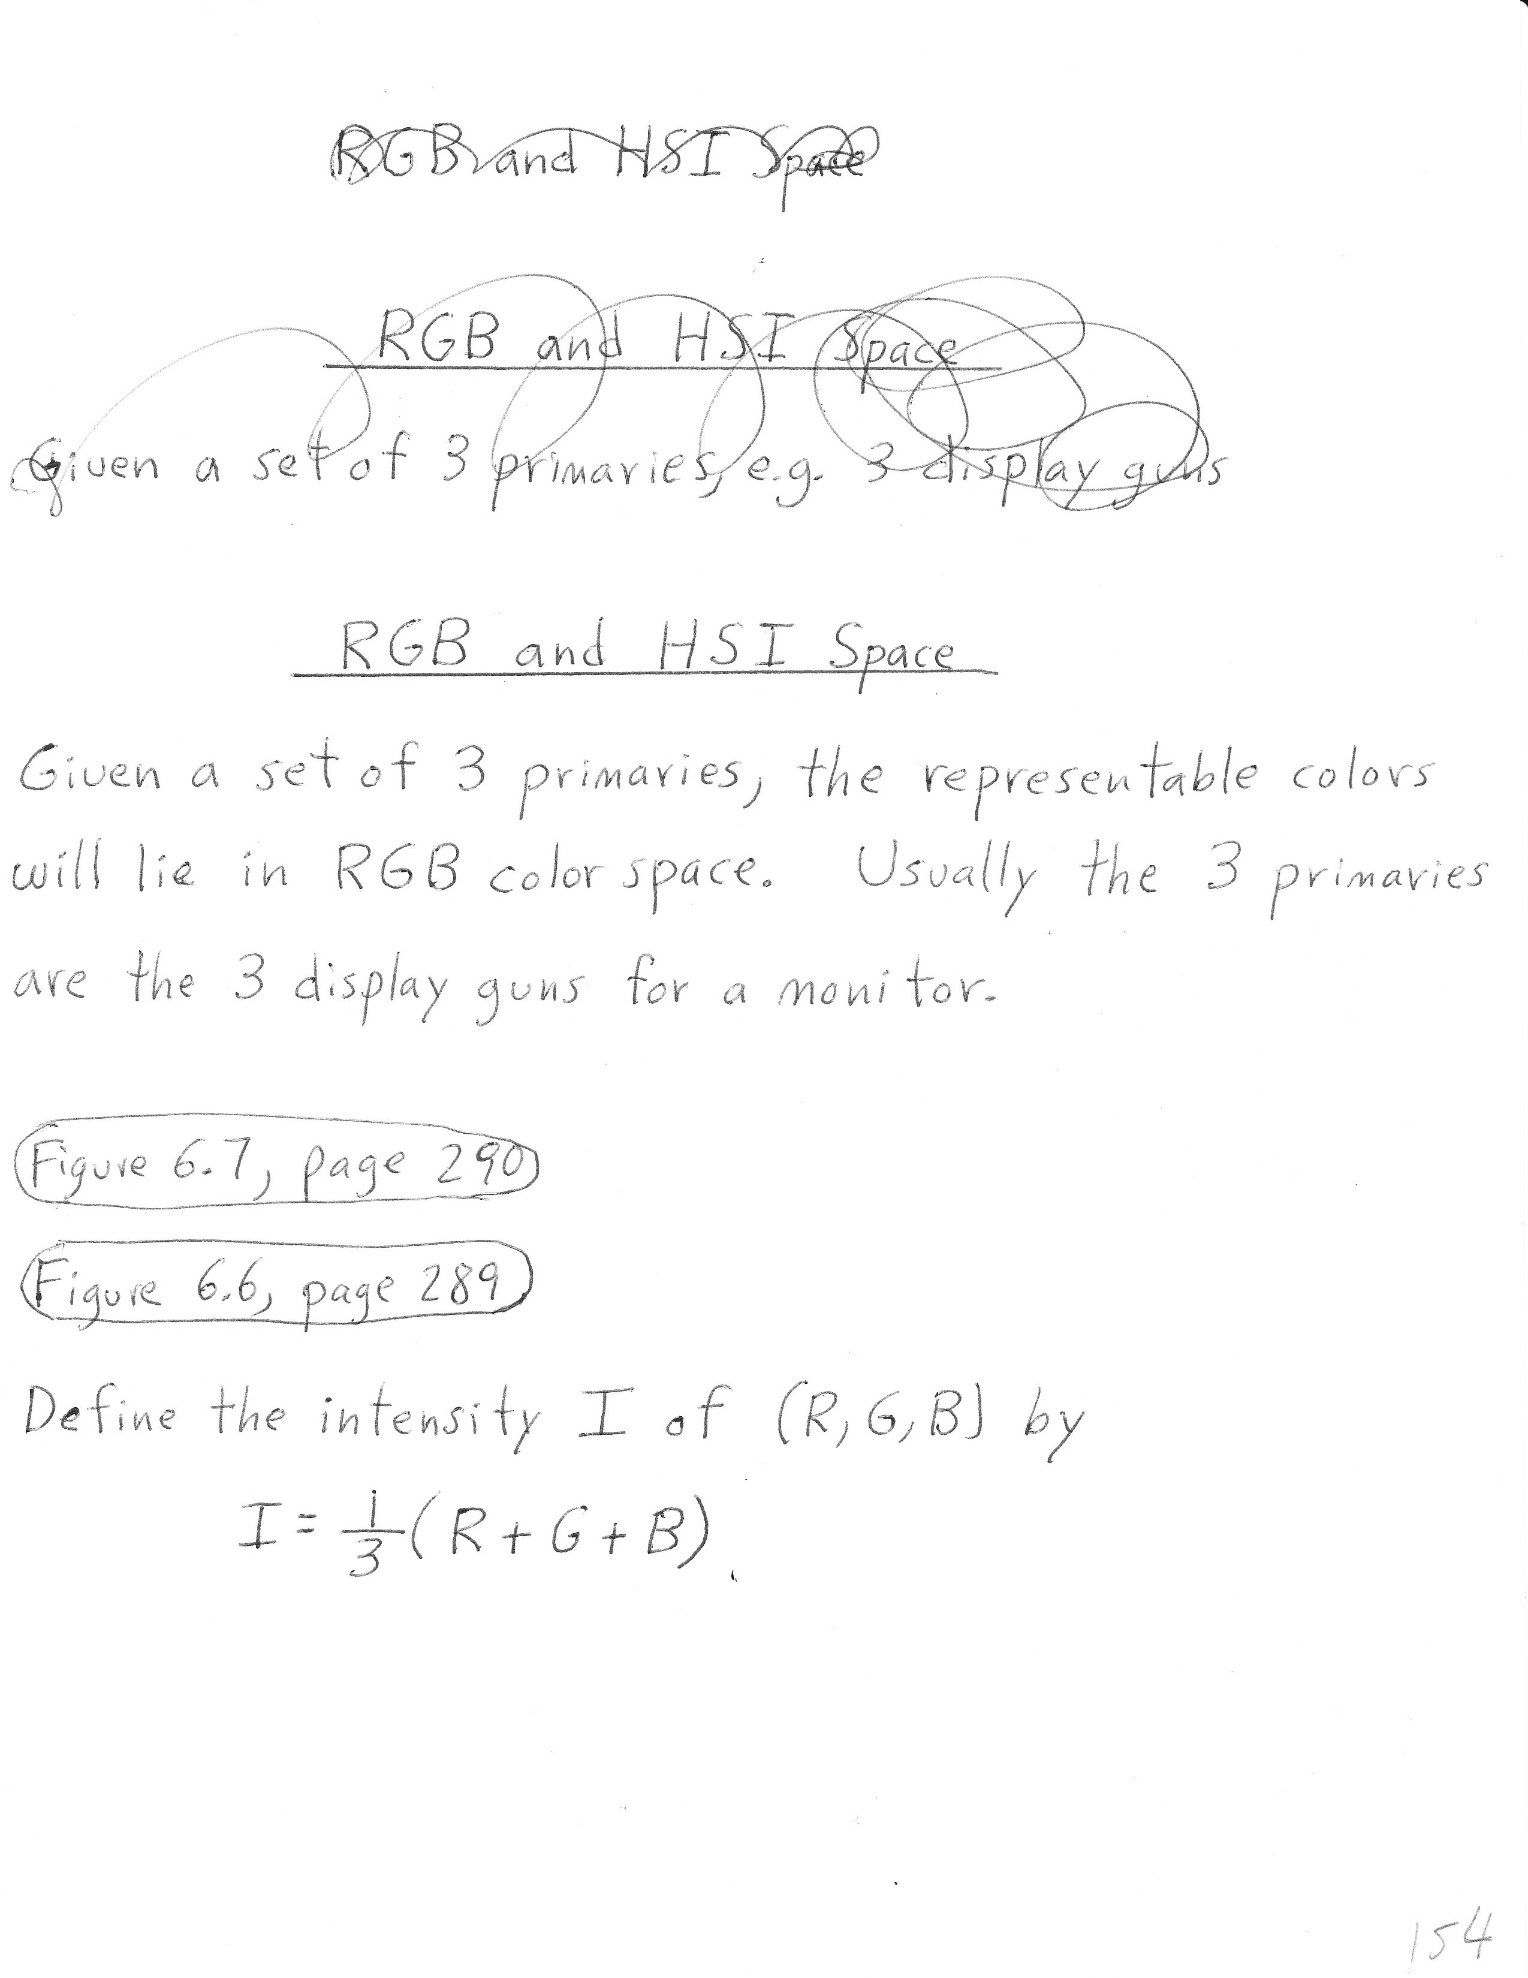 RGB and HSI Space
RGB and HSI Space
Given a set of 3 primaries, e.g. 3 display guns
RGB and HSI Space
Given a set of 3 primaries, the representable colors
will lie in RGB color space. Usually the 3 primaries
are the 3 display guns for a monitor.
Figure 6.7, page 290
Figure 6.6, page 289
Define the intensity I of (R, G, B) by
I = 1/3 (R + G + B)
154